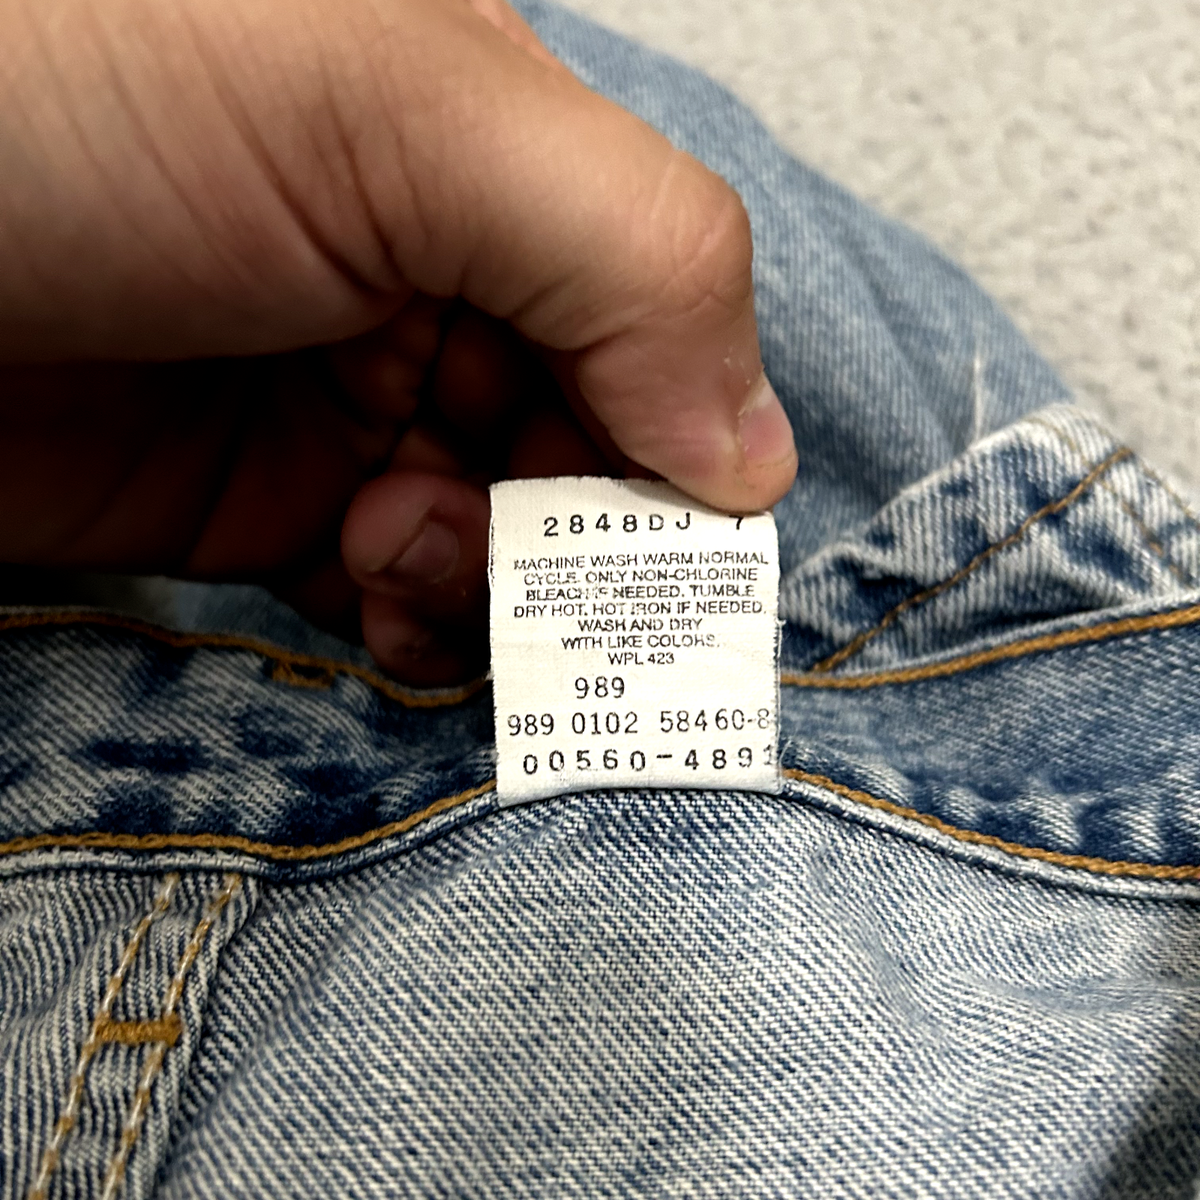 2848DJ 7
MACHINE WASH WARM NORMAL
CYCLE. ONLY NON-CHLORINE
BLEACH IF NEEDED. TUMBLE
DRY HOT. HOT IRON IF NEEDED.
WASH AND DRY
WITH LIKE COLORS.
WPL 423
989
989 0102 58460-8
00560-4891